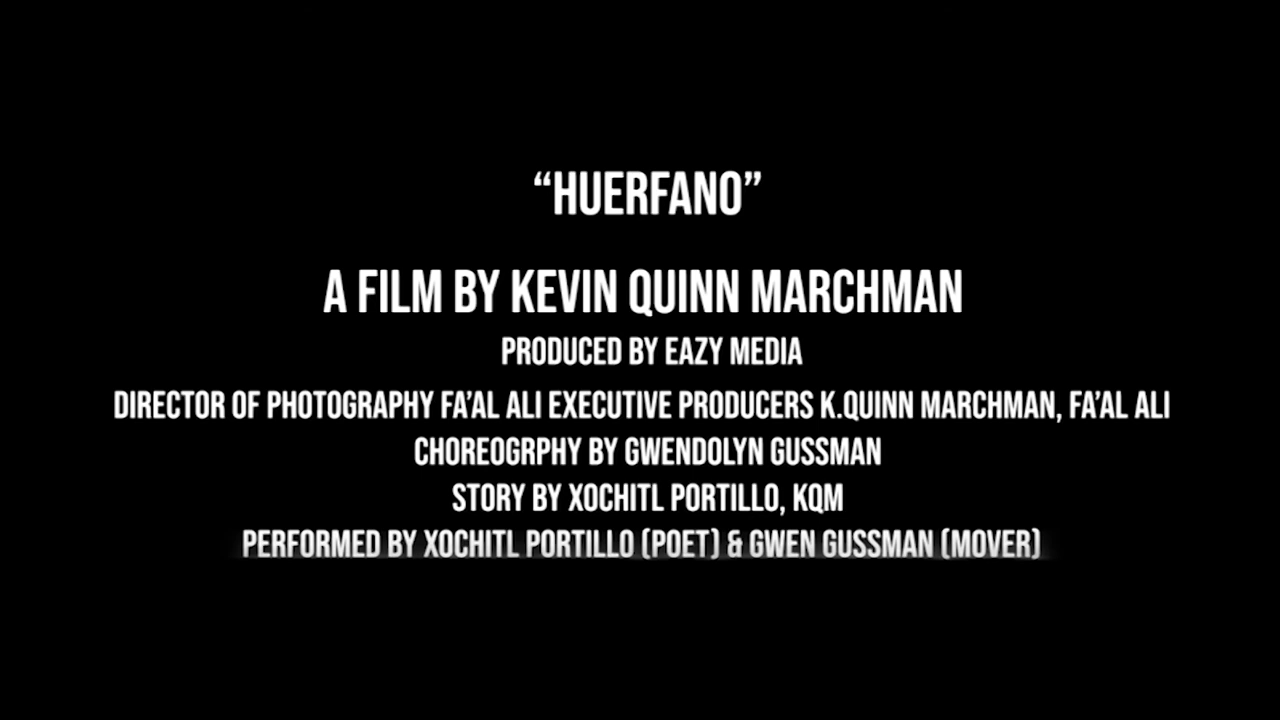 “HUERFANO”
A FILM BY KEVIN QUINN MARCHMAN
PRODUCED BY EAZY MEDIA
DIRECTOR OF PHOTOGRAPHY FA’AL ALI EXECUTIVE PRODUCERS K.QUINN MARCHMAN, FA’AL ALI
CHOREOGRPHY BY GWENDOLYN GUSSMAN
STORY BY XOCHITL PORTILLO, KQM
PERFORMED BY XOCHITL PORTILLO (POET) & GWEN GUSSMAN (MOVER)